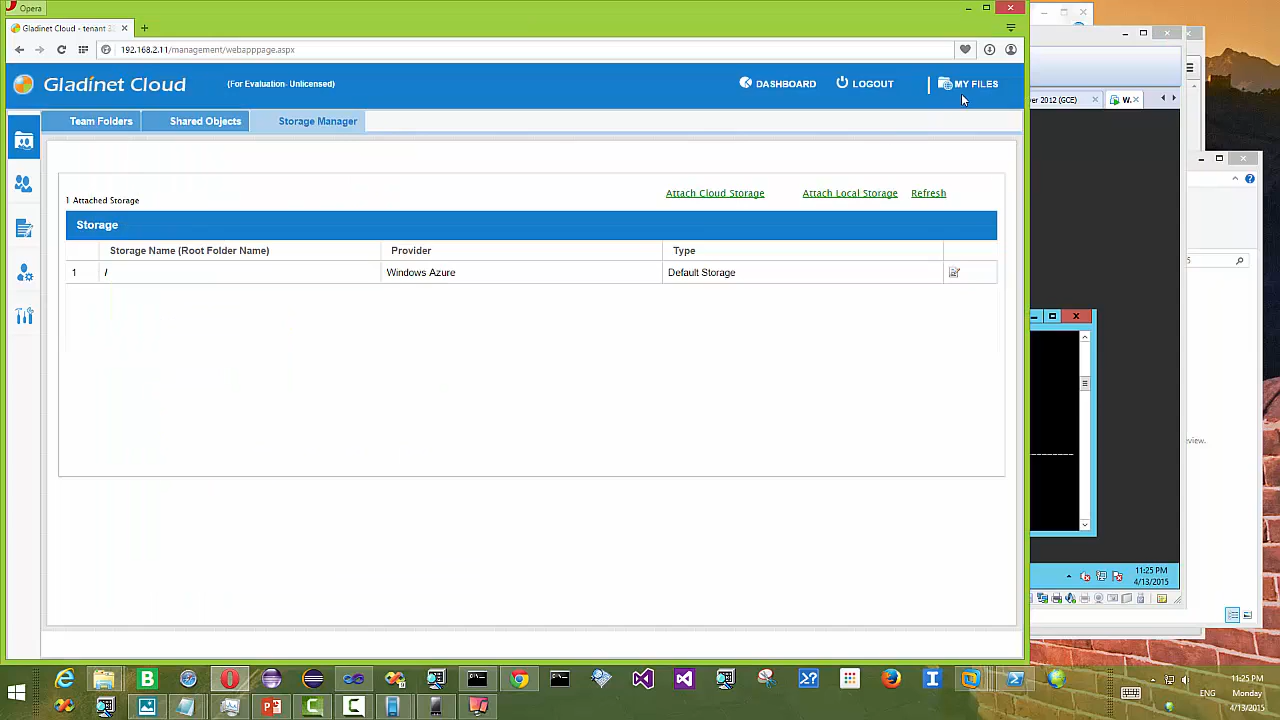 Opera
Gladinet Cloud - tenant
192.168.2.11/management/webapppage.aspx
Gladinet Cloud
(For Evaluation- Unlicensed)
DASHBOARD
LOGOUT
MY FILES
Team Folders
Shared Objects
Storage Manager
ver 2012 (GCE)
W.
1 Attached Storage
Attach Cloud Storage
Attach Local Storage
Refresh
Storage
Storage Name (Root Folder Name)
Provider
Type
1
/
Windows Azure
Default Storage
5
view.
11:25 PM
4/13/2015
ENG
11:25 PM
Monday
4/13/2015